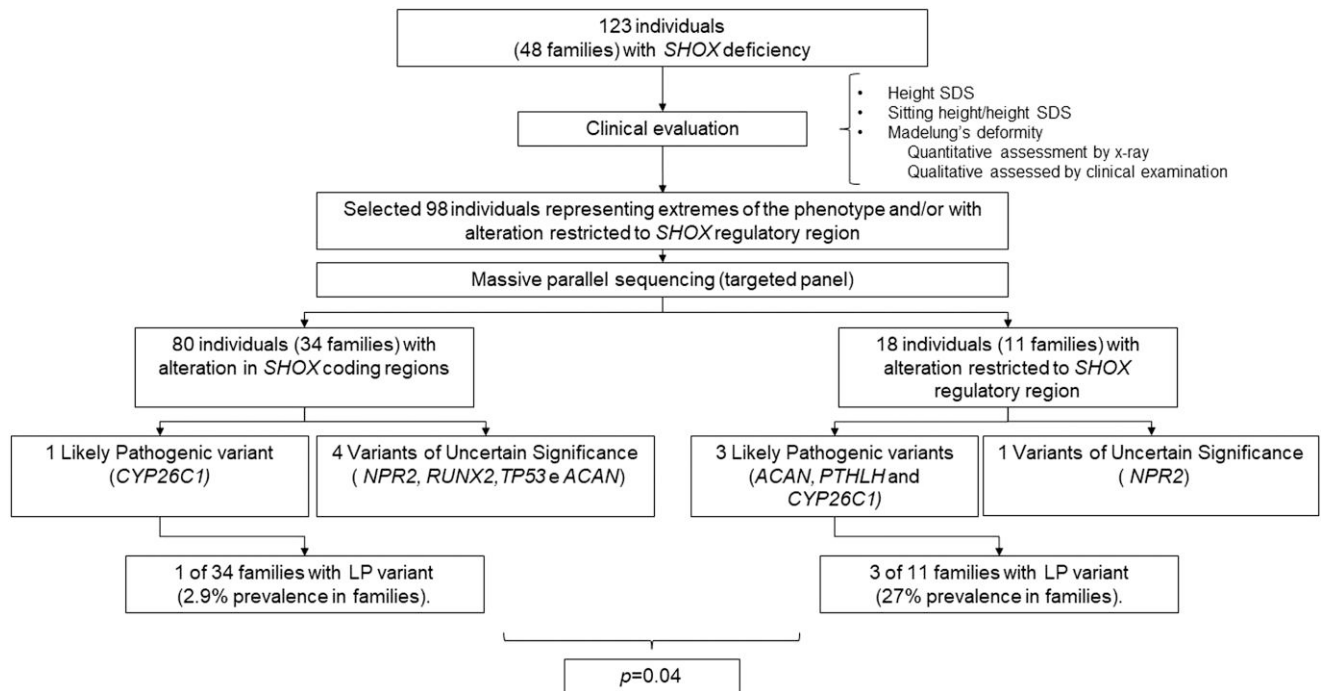 123 individuals
(48 families) with SHOX deficiency
Clinical evaluation
• Height SDS
• Sitting height/height SDS
• Madelung's deformity
Quantitative assessment by x-ray
Qualitative assessed by clinical examination
Selected 98 individuals representing extremes of the phenotype and/or with
alteration restricted to SHOX regulatory region
Massive parallel sequencing (targeted panel)
80 individuals (34 families) with
alteration in SHOX coding regions
18 individuals (11 families) with
alteration restricted to SHOX
regulatory region
1 Likely Pathogenic variant
(CYP26C1)
4 Variants of Uncertain Significance
( NPR2, RUNX2,TP53 e ACAN)
3 Likely Pathogenic variants
(ACAN, PTHLH and
CYP26C1)
1 Variants of Uncertain Significance
( NPR2)
1 of 34 families with LP variant
(2.9% prevalence in families).
3 of 11 families with LP variant
(27% prevalence in families).
p=0.04